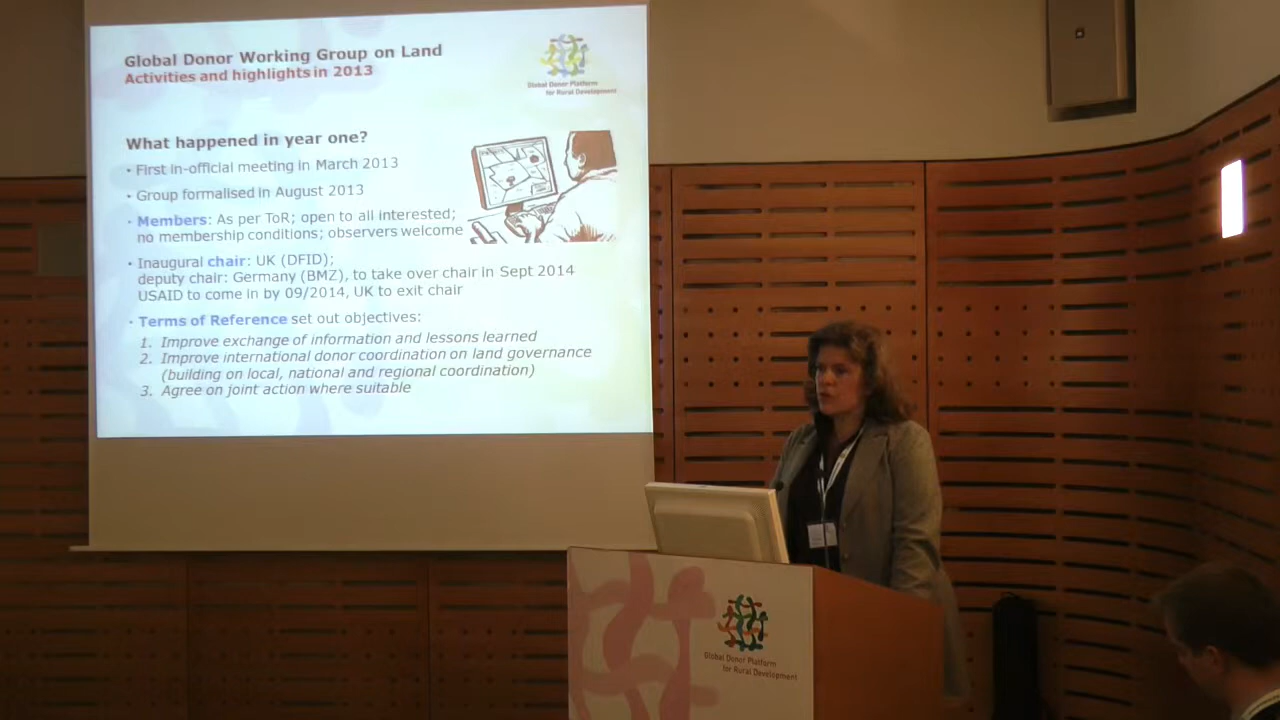 Global Donor Working Group on Land
Activities and highlights in 2013
Global Donor Platform
for Rural Development
What happened in year one?
• First in-official meeting in March 2013
• Group formalised in August 2013
• Members: As per ToR; open to all interested;
no membership conditions; observers welcome
• Inaugural chair: UK (DFID);
deputy chair: Germany (BMZ), to take over chair in Sept 2014
USAID to come in by 09/2014, UK to exit chair
• Terms of Reference set out objectives:
1. Improve exchange of information and lessons learned
2. Improve international donor coordination on land governance
(building on local, national and regional coordination)
3. Agree on joint action where suitable
Global Donor Platform
for Rural Development